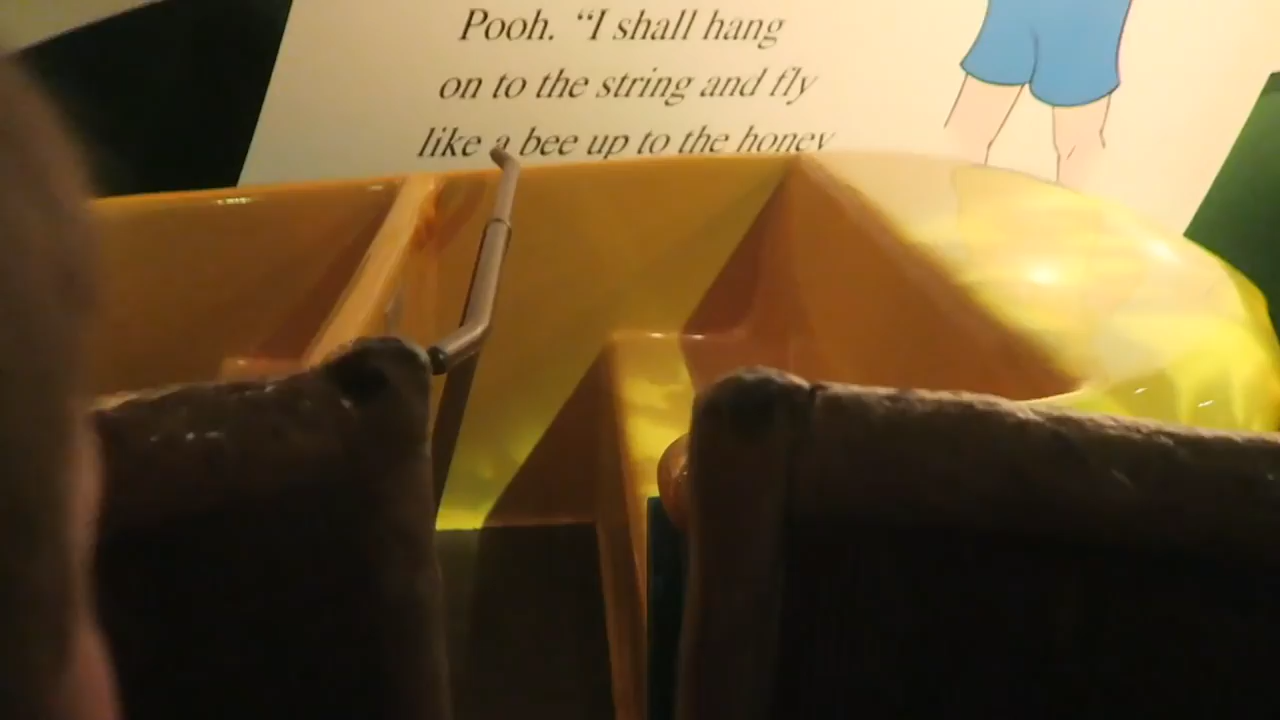 Pooh. “I shall hang
on to the string and fly
like a bee up to the honey